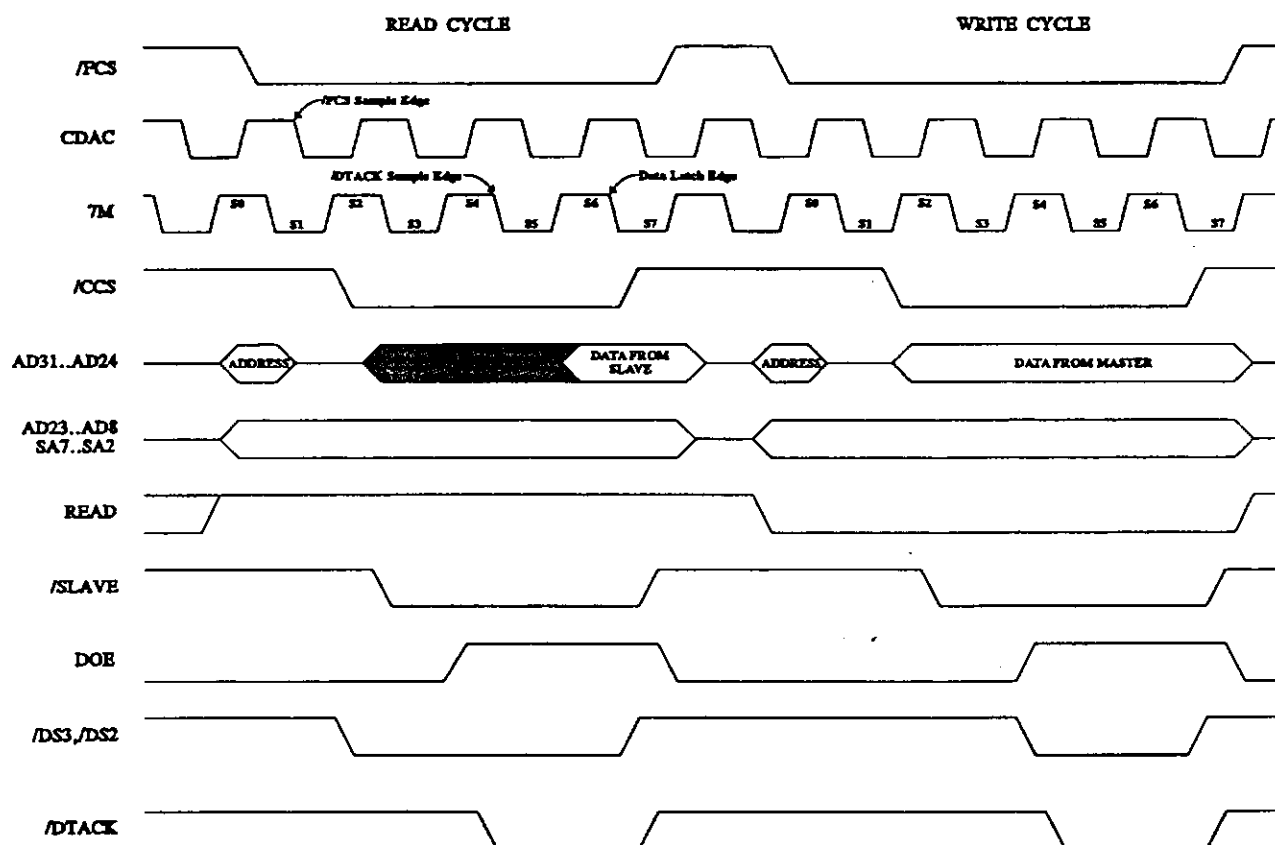 READ CYCLE WRITE CYCLE
/FCS
/FCS Sample Edge
CDAC
/DTACK Sample Edge Data Latch Edge
7M S0 S1 S2 S3 S4 S5 S6 S7 S0 S1 S2 S3 S4 S5 S6 S7
/CCS
AD31..AD24 ADDRESS DATA FROM SLAVE ADDRESS DATA FROM MASTER
AD23..AD8
SA7..SA2
READ
/SLAVE
DOE
/DS3,/DS2
/DTACK